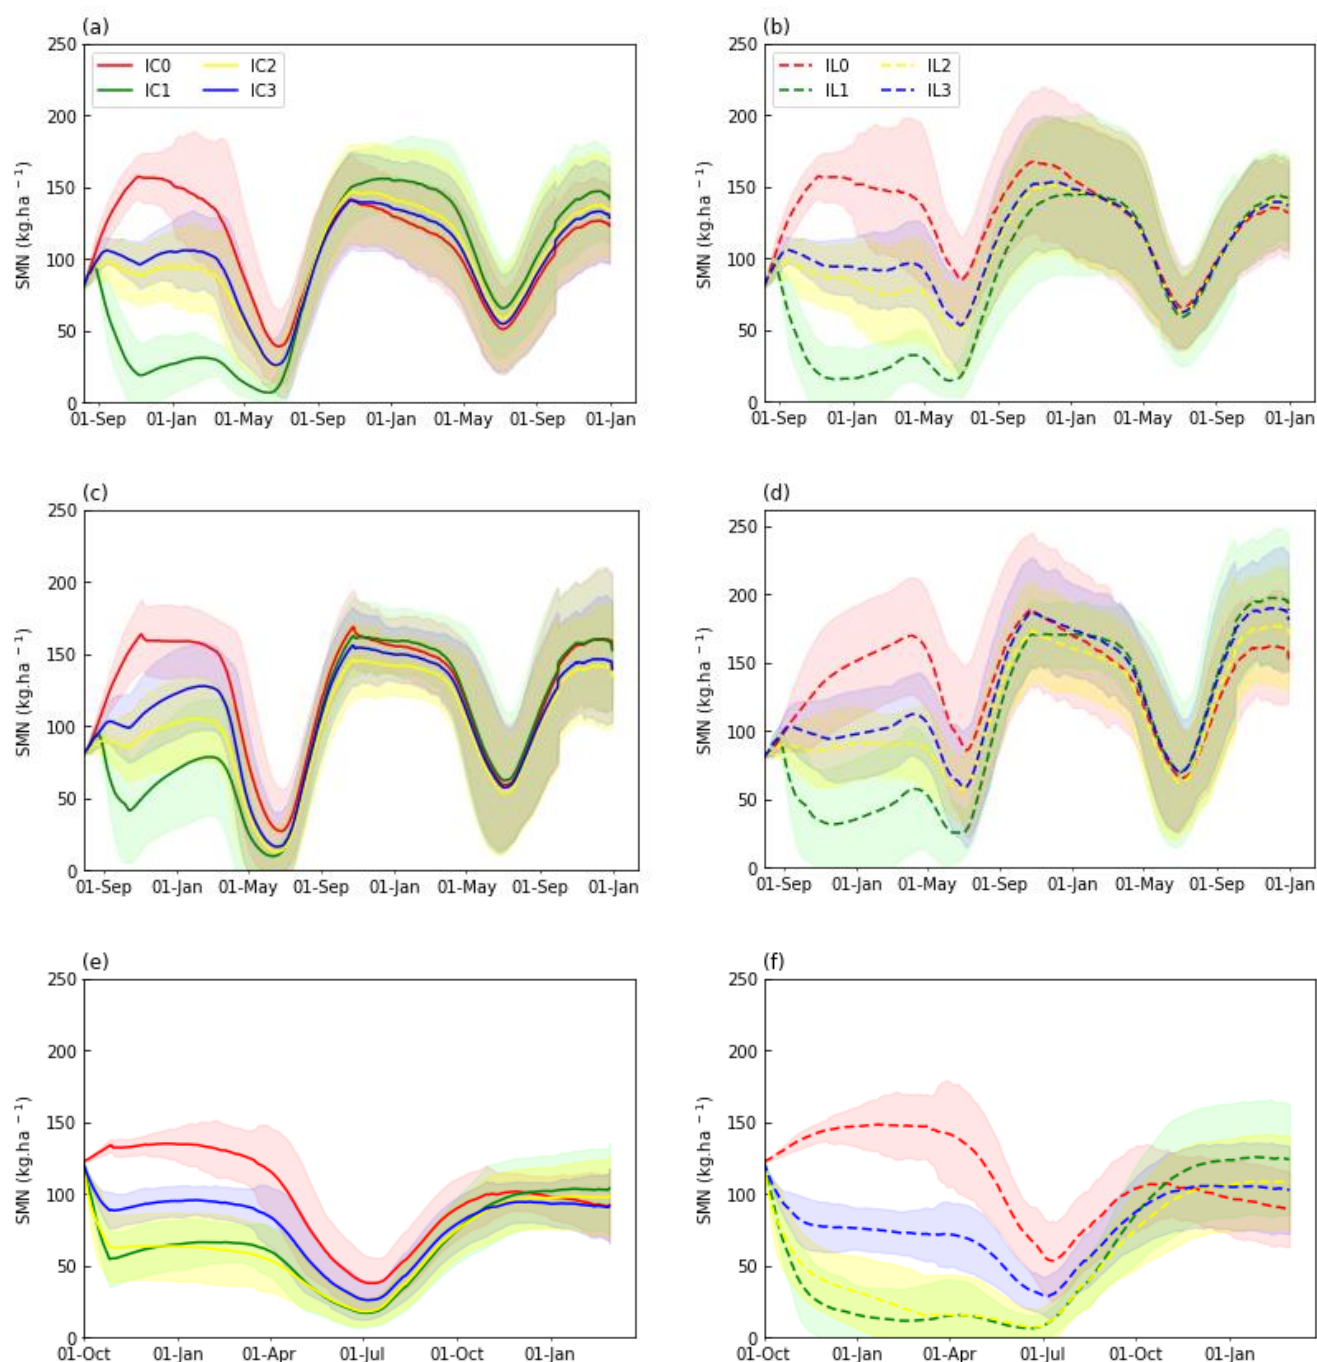 (a)
250
200
150
100
50
0
SMN (kg.ha⁻¹)
IC0 IC2
IC1 IC3
01-Sep 01-Jan 01-May 01-Sep 01-Jan 01-May 01-Sep 01-Jan
(b)
250
200
150
100
50
0
SMN (kg.ha⁻¹)
IL0 IL2
IL1 IL3
01-Sep 01-Jan 01-May 01-Sep 01-Jan 01-May 01-Sep 01-Jan
(c)
250
200
150
100
50
0
SMN (kg.ha⁻¹)
01-Sep 01-Jan 01-May 01-Sep 01-Jan 01-May 01-Sep 01-Jan
(d)
250
200
150
100
50
0
SMN (kg.ha⁻¹)
01-Sep 01-Jan 01-May 01-Sep 01-Jan 01-May 01-Sep 01-Jan
(e)
250
200
150
100
50
0
SMN (kg.ha⁻¹)
01-Oct 01-Jan 01-Apr 01-Jul 01-Oct 01-Jan
(f)
250
200
150
100
50
0
SMN (kg.ha⁻¹)
01-Oct 01-Jan 01-Apr 01-Jul 01-Oct 01-Jan